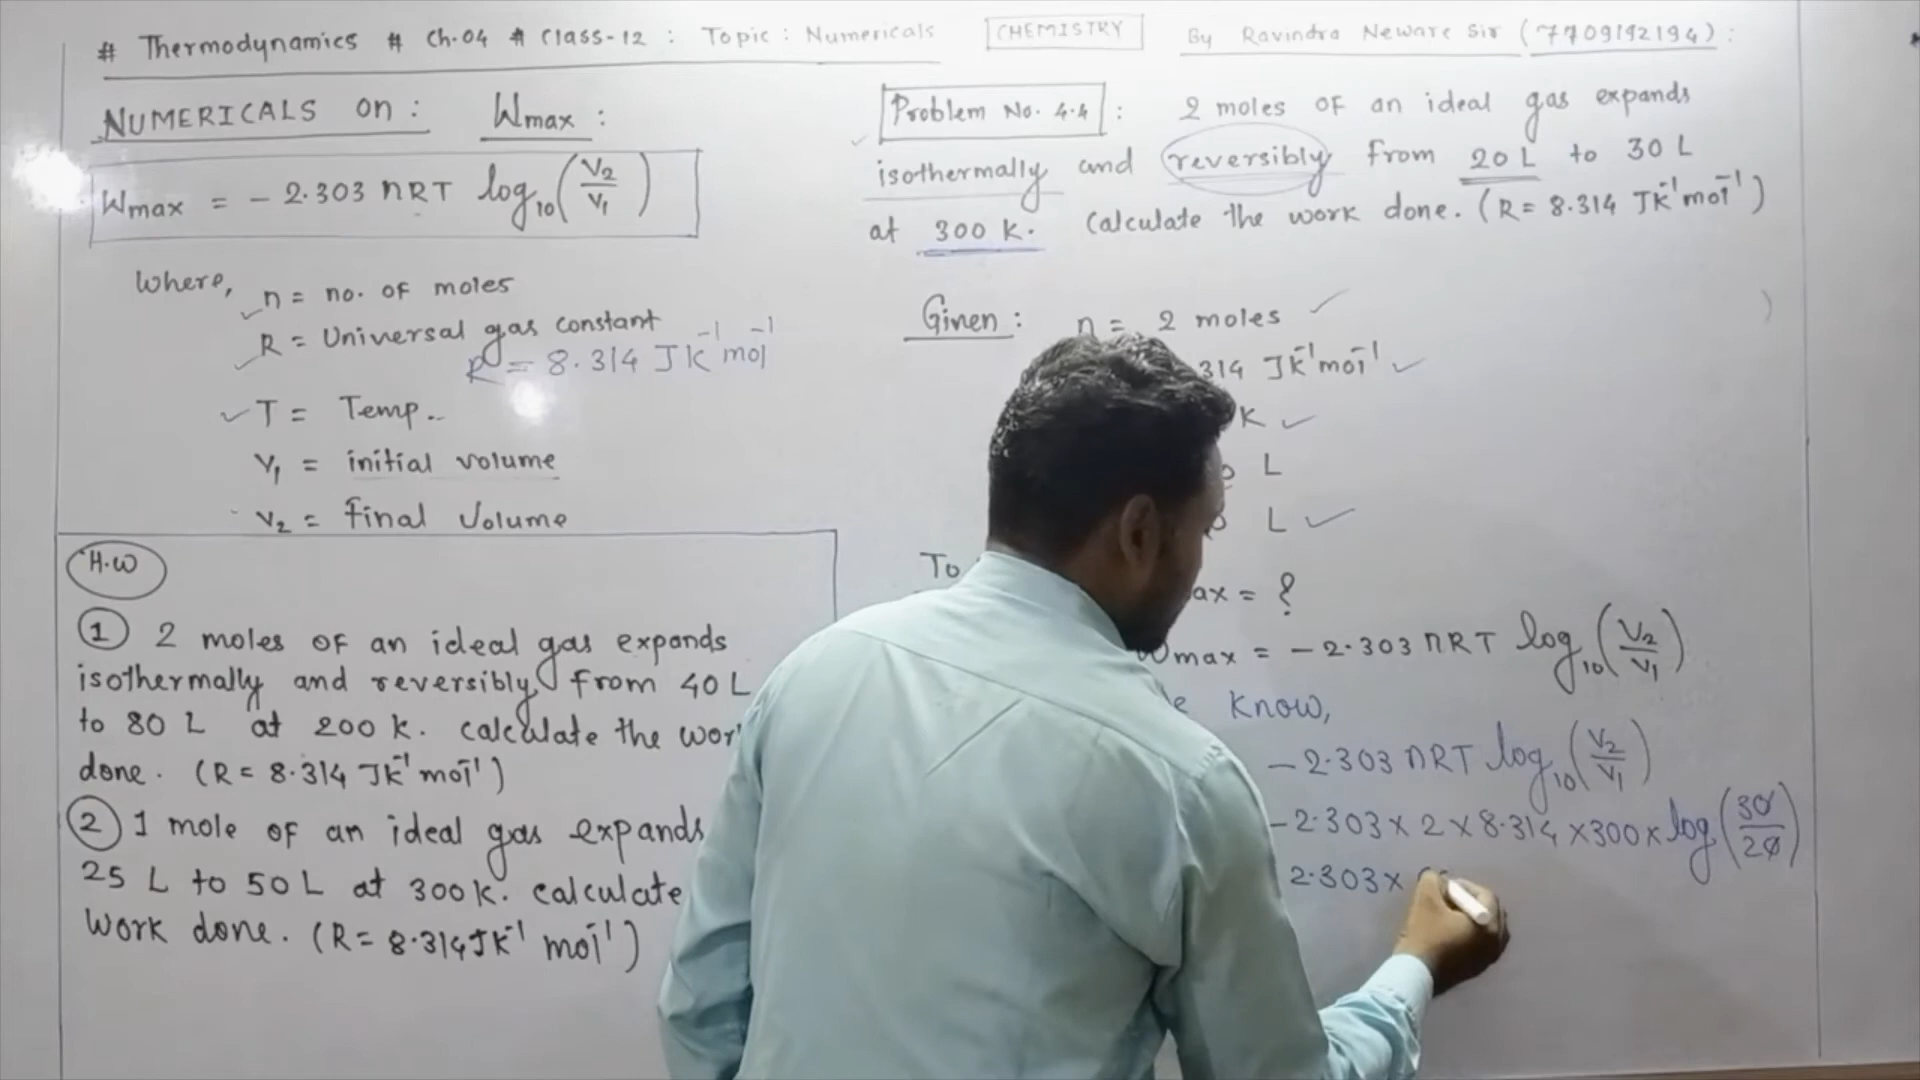 # Thermodynamics # Ch.04 # Class-12 : Topic : Numericals
CHEMISTRY
By Ravindra Neware Sir (7709192194) :
NUMERICALS on : Wmax :
Wmax = - 2.303 nRT log₁₀ (V₂/V₁)
Where,
n = no. of moles
R = Universal gas constant
R = 8.314 JK⁻¹ mol⁻¹
T = Temp.
V₁ = initial volume
V₂ = final Volume
H.W
① 2 moles of an ideal gas expands
isothermally and reversibly from 40 L
to 80 L at 200 k. calculate the wor
done. (R = 8.314 Jk⁻¹ mol⁻¹)
② 1 mole of an ideal gas expands
25 L to 50 L at 300 k. calculate
Work done. (R = 8.314 Jk⁻¹ mol⁻¹)
Problem No. 4.4 : 2 moles of an ideal gas expands
isothermally and reversibly from 20 L to 30 L
at 300 k. Calculate the work done. (R = 8.314 Jk⁻¹ mol⁻¹)
Given : n = 2 moles
314 Jk⁻¹ mol⁻¹
K
L
L
To
ax = ?
Wmax = - 2.303 nRT log₁₀ (V₂/V₁)
e know,
- 2.303 nRT log₁₀ (V₂/V₁)
- 2.303 × 2 × 8.314 × 300 × log (30/20)
2.303 ×